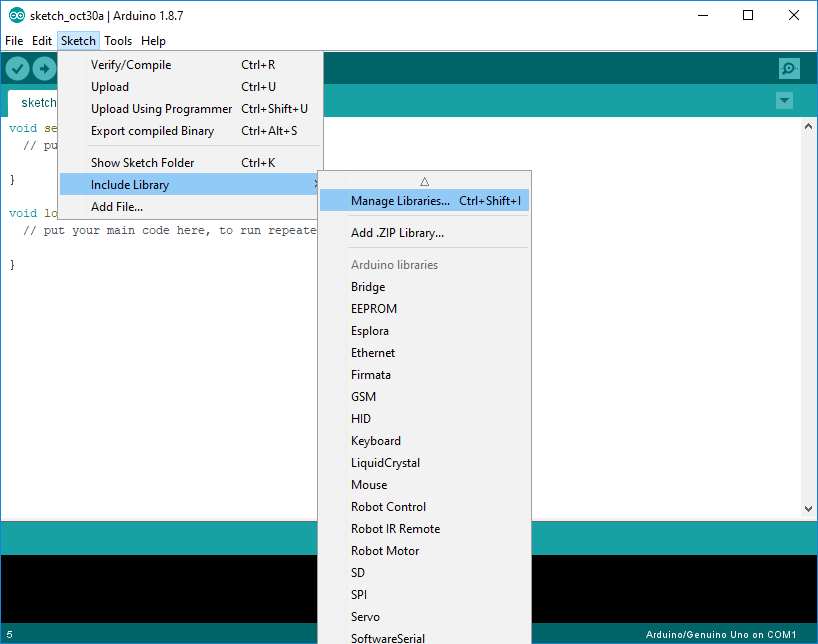 sketch_oct30a | Arduino 1.8.7
File Edit Sketch Tools Help
Verify/Compile Ctrl+R
Upload Ctrl+U
Upload Using Programmer Ctrl+Shift+U
Export compiled Binary Ctrl+Alt+S
Show Sketch Folder Ctrl+K
Include Library
Add File...
sketch
void se
// pu
}
void lo
// put your main code here, to run repeate
}
Manage Libraries... Ctrl+Shift+I
Add .ZIP Library...
Arduino libraries
Bridge
EEPROM
Esplora
Ethernet
Firmata
GSM
HID
Keyboard
LiquidCrystal
Mouse
Robot Control
Robot IR Remote
Robot Motor
SD
SPI
Servo
SoftwareSerial
5
Arduino/Genuino Uno on COM1